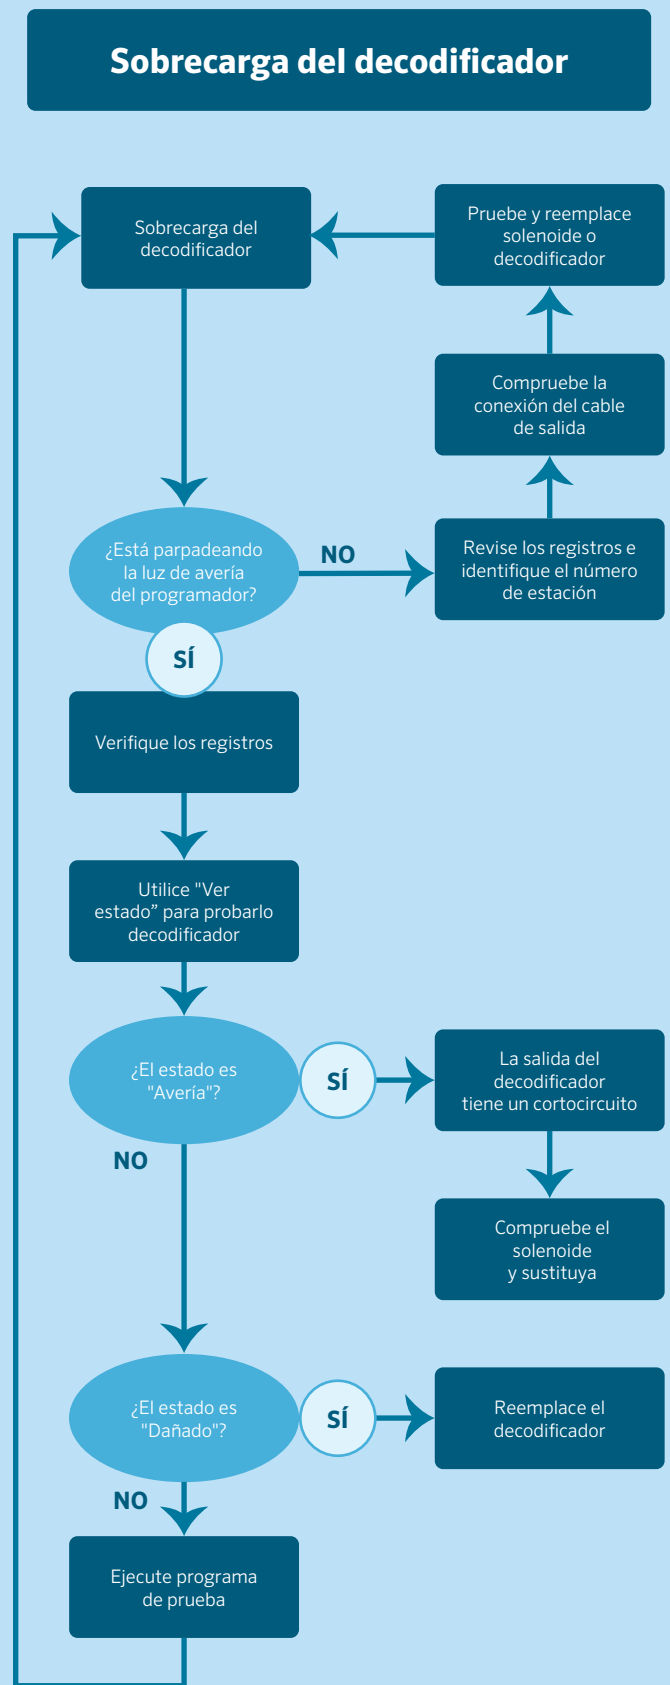 Sobrecarga del decodificador
Sobrecarga del
decodificador
Pruebe y reemplace
solenoide o
decodificador
Compruebe la
conexión del cable
de salida
¿Está parpadeando
la luz de avería
del programador?
NO
Revise los registros e
identifique el número
de estación
SÍ
Verifique los registros
Utilice "Ver
estado” para probarlo
decodificador
¿El estado es
"Avería"?
SÍ
La salida del
decodificador
tiene un cortocircuito
NO
Compruebe el
solenoide
y sustituya
¿El estado es
"Dañado"?
SÍ
Reemplace el
decodificador
NO
Ejecute programa
de prueba